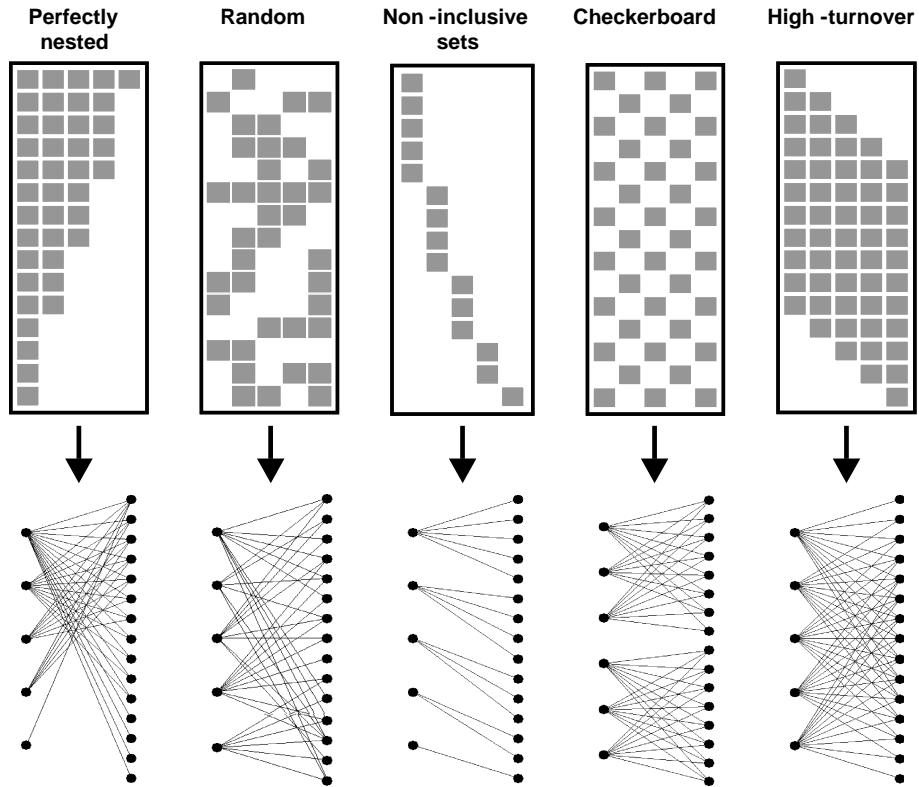 Perfectly
nested
Random
Non -inclusive
sets
Checkerboard
High -turnover